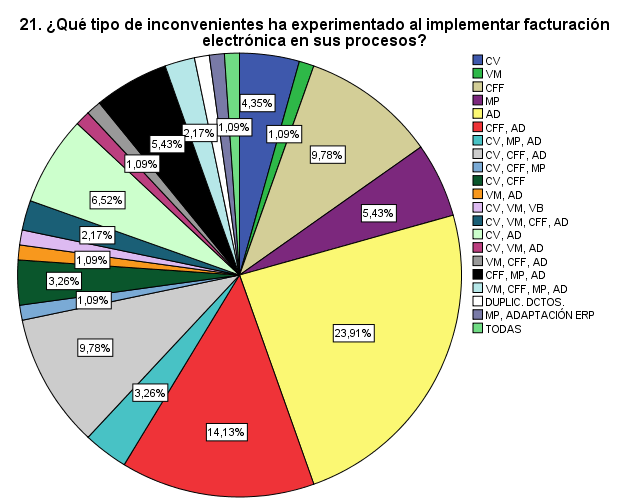 21. ¿Qué tipo de inconvenientes ha experimentado al implementar facturación
electrónica en sus procesos?
CV
VM
CFF
MP
AD
CFF, AD
CV, MP, AD
CV, CFF, AD
CV, CFF, MP
CV, CFF
VM, AD
CV, VM, VB
CV, VM, CFF, AD
CV, AD
CV, VM, AD
VM, CFF, AD
CFF, MP, AD
VM, CFF, MP, AD
DUPLIC. DCTOS.
MP, ADAPTACIÓN ERP
TODAS
4,35%
1,09%
9,78%
5,43%
23,91%
14,13%
3,26%
9,78%
1,09%
3,26%
1,09%
2,17%
6,52%
1,09%
5,43%
2,17%
1,09%